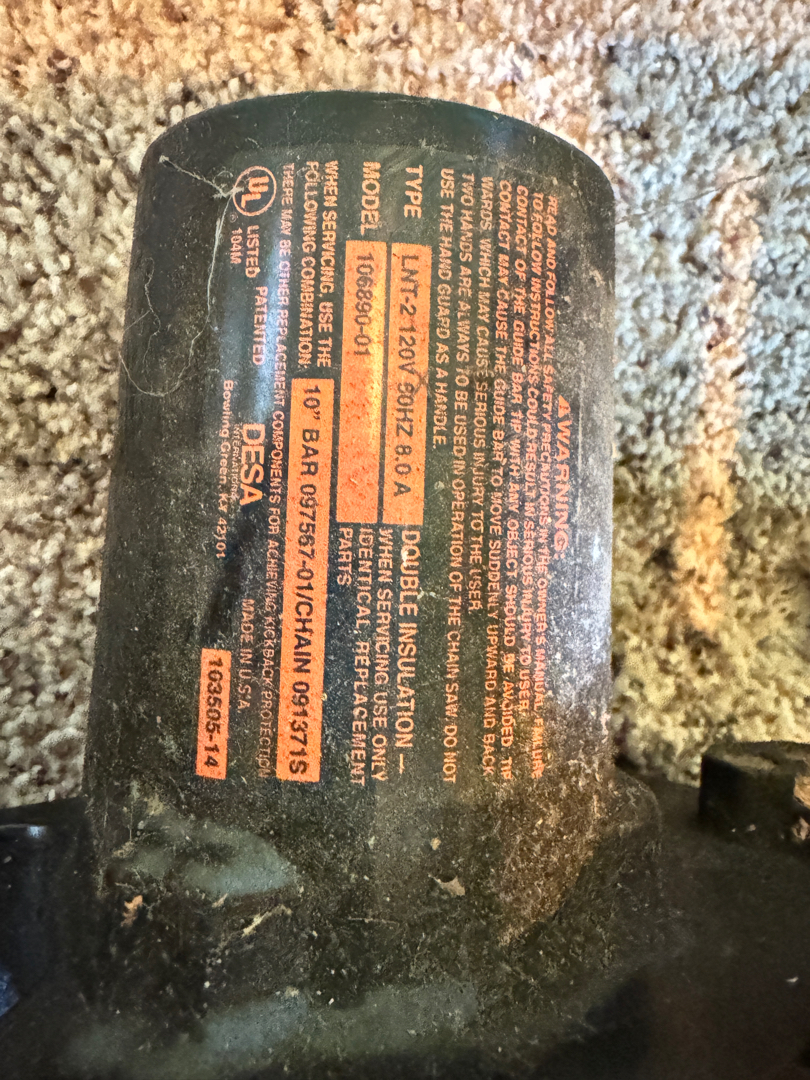 ⚠WARNING:
READ AND FOLLOW ALL SAFETY PRECAUTIONS IN THE OWNER'S MANUAL. FAILURE
TO FOLLOW INSTRUCTIONS COULD RESULT IN SERIOUS INJURY TO USER.
CONTACT OF THE GUIDE BAR TIP WITH ANY OBJECT SHOULD BE AVOIDED. TIP
CONTACT MAY CAUSE THE GUIDE BAR TO MOVE SUDDENLY UPWARD AND BACK
WARDS, WHICH MAY CAUSE SERIOUS INJURY TO THE USER.
TWO HANDS ARE ALWAYS TO BE USED IN OPERATION OF THE CHAIN SAW. DO NOT
USE THE HAND GUARD AS A HANDLE.
TYPE LNT-2 120V 60HZ 8.0 A
MODEL 106890-01
DOUBLE INSULATION —
WHEN SERVICING USE ONLY
IDENTICAL REPLACEMENT
PARTS
WHEN SERVICING, USE THE
FOLLOWING COMBINATION: 10" BAR 097567-01/CHAIN 091371S
THERE MAY BE OTHER REPLACEMENT COMPONENTS FOR ACHIEVING KICKBACK PROTECTION
UL ® LISTED PATENTED
104M
DESA
INTERNATIONAL
Bowling Green, KY 42101
MADE IN U.S.A.
103505-14